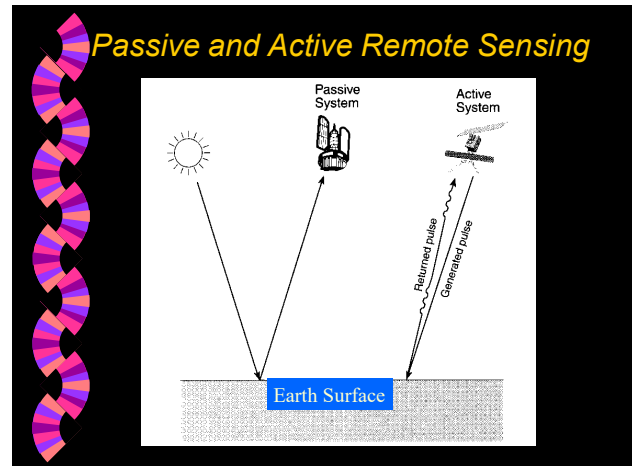 Passive and Active Remote Sensing
Passive
System
Active
System
Returned pulse
Generated pulse
Earth Surface